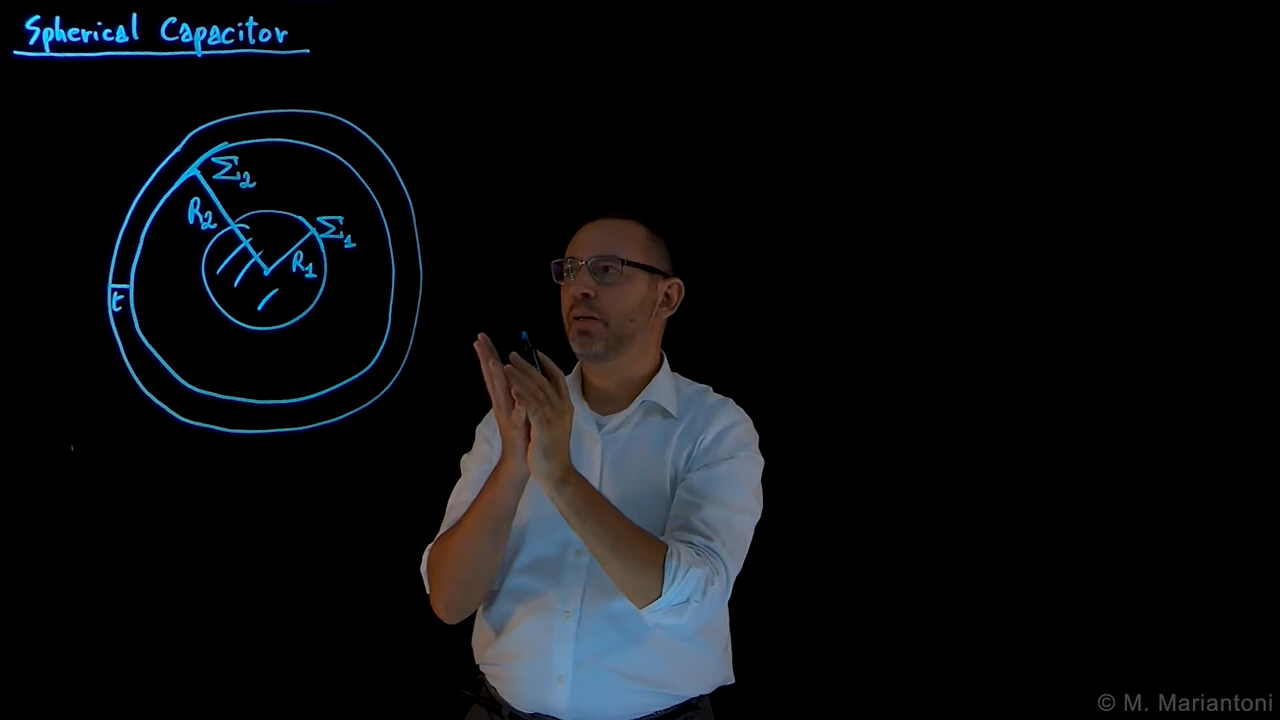 Spherical Capacitor
Σ2
R2
Σ1
R1
t
© M. Mariantoni